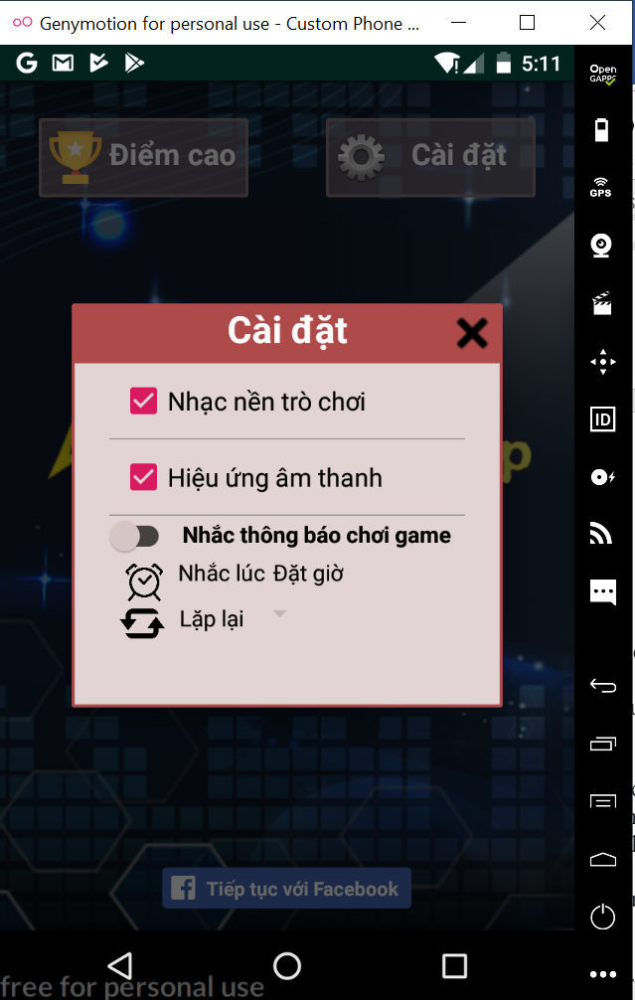 Genymotion for personal use - Custom Phone ...
5:11
Open
GAPPS
Điểm cao
Cài đặt
GPS
Cài đặt
Nhạc nền trò chơi
ID
Hiệu ứng âm thanh
Nhắc thông báo chơi game
Nhắc lúc Đặt giờ
Lặp lại
Tiếp tục với Facebook
free for personal use